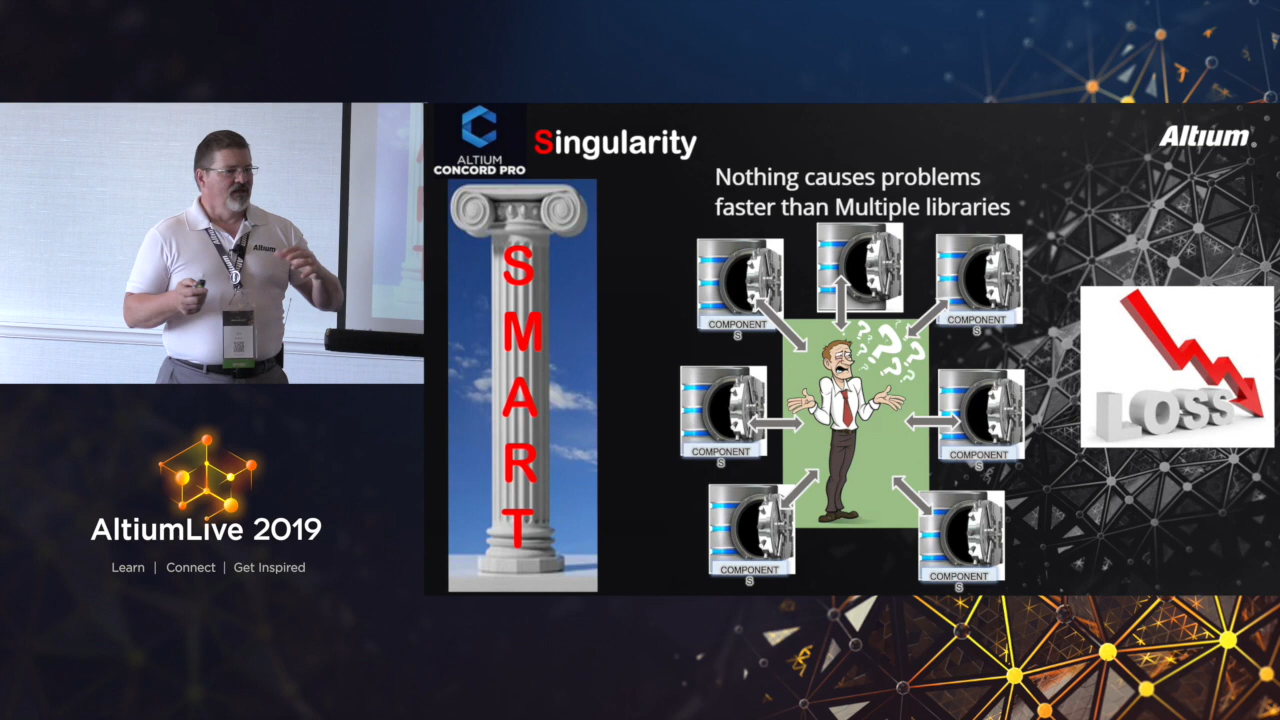 ALTIUM
CONCORD PRO
Singularity
Altium®
Nothing causes problems
faster than Multiple libraries
S
M
A
R
T
COMPONENT
S
COMPONENT
S
COMPONENT
S
COMPONENT
S
COMPONENT
S
COMPONENT
S
? ? ?
LOSS
Altium
AltiumLive 2019
Learn | Connect | Get Inspired